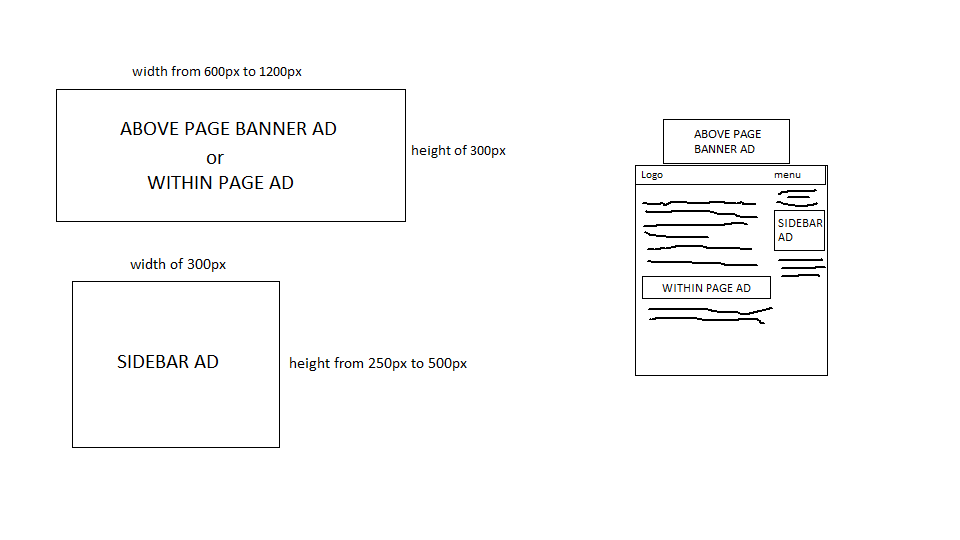 width from 600px to 1200px
ABOVE PAGE BANNER AD
or
WITHIN PAGE AD
height of 300px
width of 300px
SIDEBAR AD
height from 250px to 500px
ABOVE PAGE
BANNER AD
Logo
menu
SIDEBAR
AD
WITHIN PAGE AD